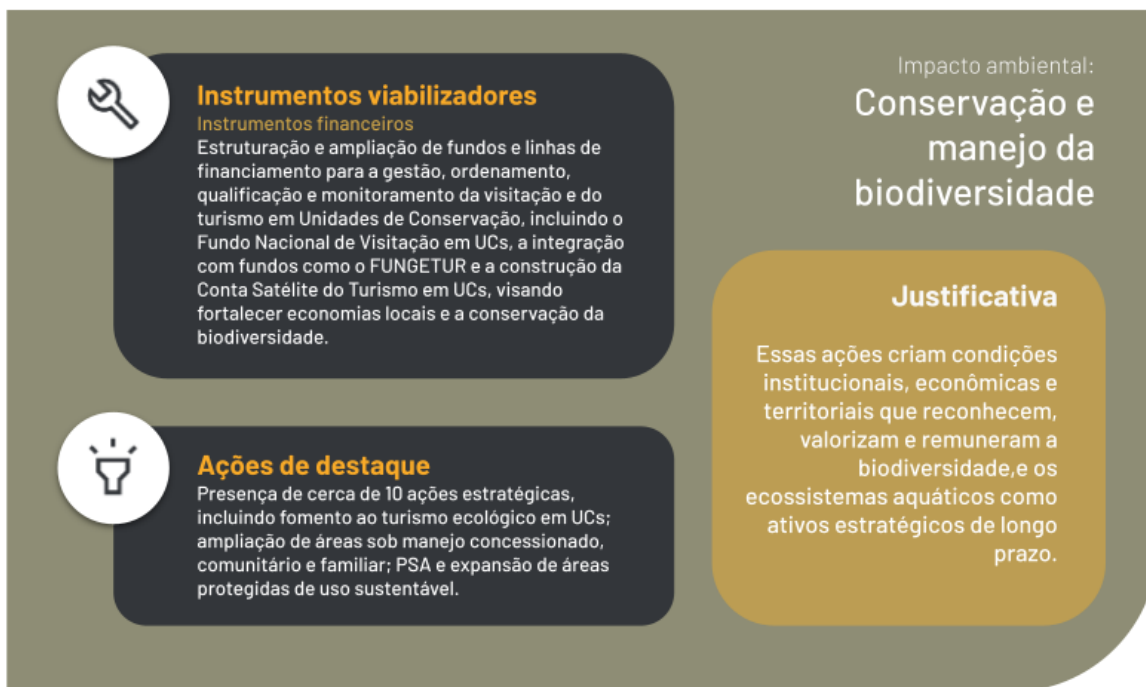 Impacto ambiental:
Conservação e
manejo da
biodiversidade
Instrumentos viabilizadores
Instrumentos financeiros
Estruturação e ampliação de fundos e linhas de
financiamento para a gestão, ordenamento,
qualificação e monitoramento da visitação e do
turismo em Unidades de Conservação, incluindo o
Fundo Nacional de Visitação em UCs, a integração
com fundos como o FUNGETUR e a construção da
Conta Satélite do Turismo em UCs, visando
fortalecer economias locais e a conservação da
biodiversidade.
Ações de destaque
Presença de cerca de 10 ações estratégicas,
incluindo fomento ao turismo ecológico em UCs;
ampliação de áreas sob manejo concessionado,
comunitário e familiar; PSA e expansão de áreas
protegidas de uso sustentável.
Justificativa
Essas ações criam condições
institucionais, econômicas e
territoriais que reconhecem,
valorizam e remuneram a
biodiversidade,e os
ecossistemas aquáticos como
ativos estratégicos de longo
prazo.